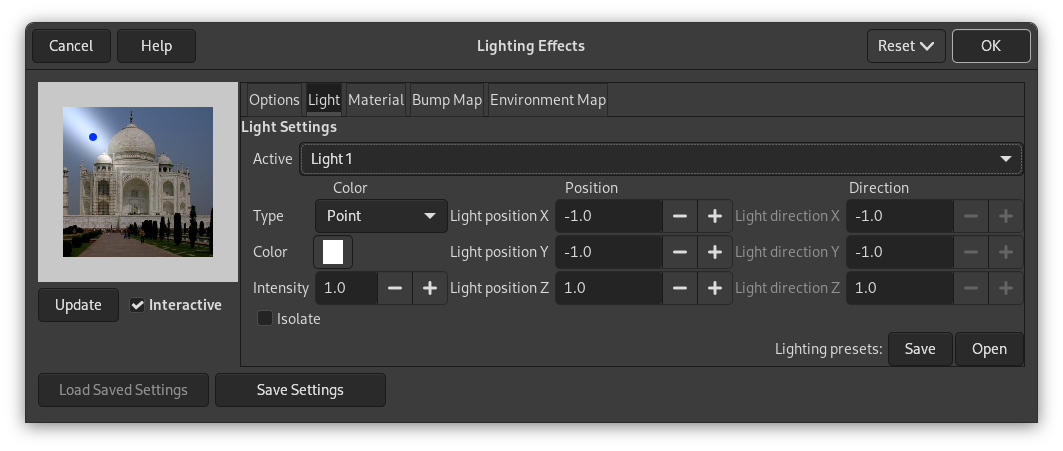 Cancel Help Lighting Effects Reset OK
Options Light Material Bump Map Environment Map
Light Settings
Active Light 1
Color Position Direction
Type Point Light position X -1.0 Light direction X -1.0
Color Light position Y -1.0 Light direction Y -1.0
Intensity 1.0 Light position Z 1.0 Light direction Z 1.0
Update Interactive
Isolate
Lighting presets: Save Open
Load Saved Settings Save Settings